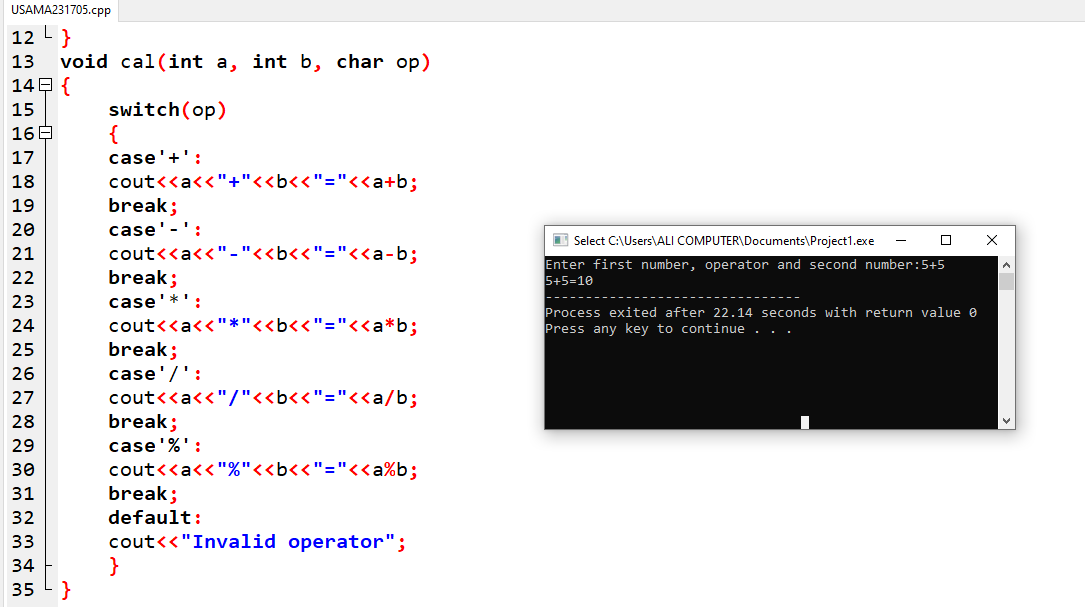 USAMA231705.cpp
12 }
13 void cal(int a, int b, char op)
14 {
15 switch(op)
16 {
17 case'+':
18 cout<<a<<"+"<<b<<"="<<a+b;
19 break;
20 case'-':
21 cout<<a<<"-"<<b<<"="<<a-b;
22 break;
23 case'*':
24 cout<<a<<"*"<<b<<"="<<a*b;
25 break;
26 case'/':
27 cout<<a<<"/"<<b<<"="<<a/b;
28 break;
29 case'%':
30 cout<<a<<"%"<<b<<"="<<a%b;
31 break;
32 default:
33 cout<<"Invalid operator";
34 }
35 }
Select C:\Users\ALI COMPUTER\Documents\Project1.exe
Enter first number, operator and second number:5+5
5+5=10
--------------------------------
Process exited after 22.14 seconds with return value 0
Press any key to continue . . .